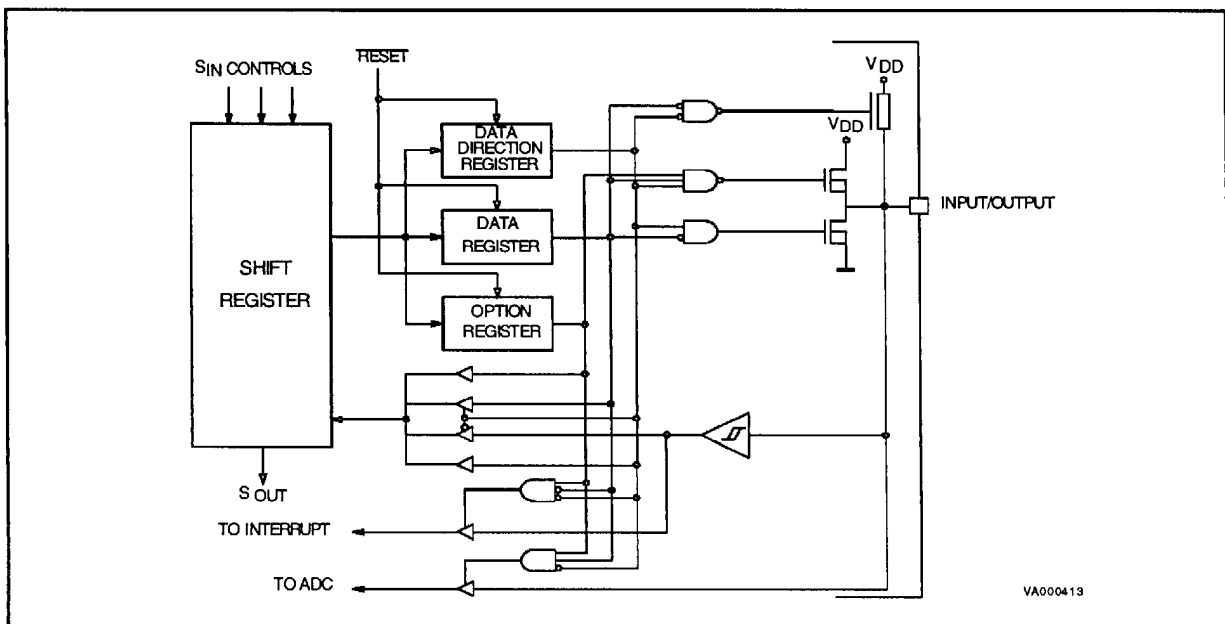 SIN CONTROLS
RESET
VDD
VDD
DATA
DIRECTION
REGISTER
DATA
REGISTER
OPTION
REGISTER
SHIFT
REGISTER
INPUT/OUTPUT
S OUT
TO INTERRUPT
TO ADC
VA000413